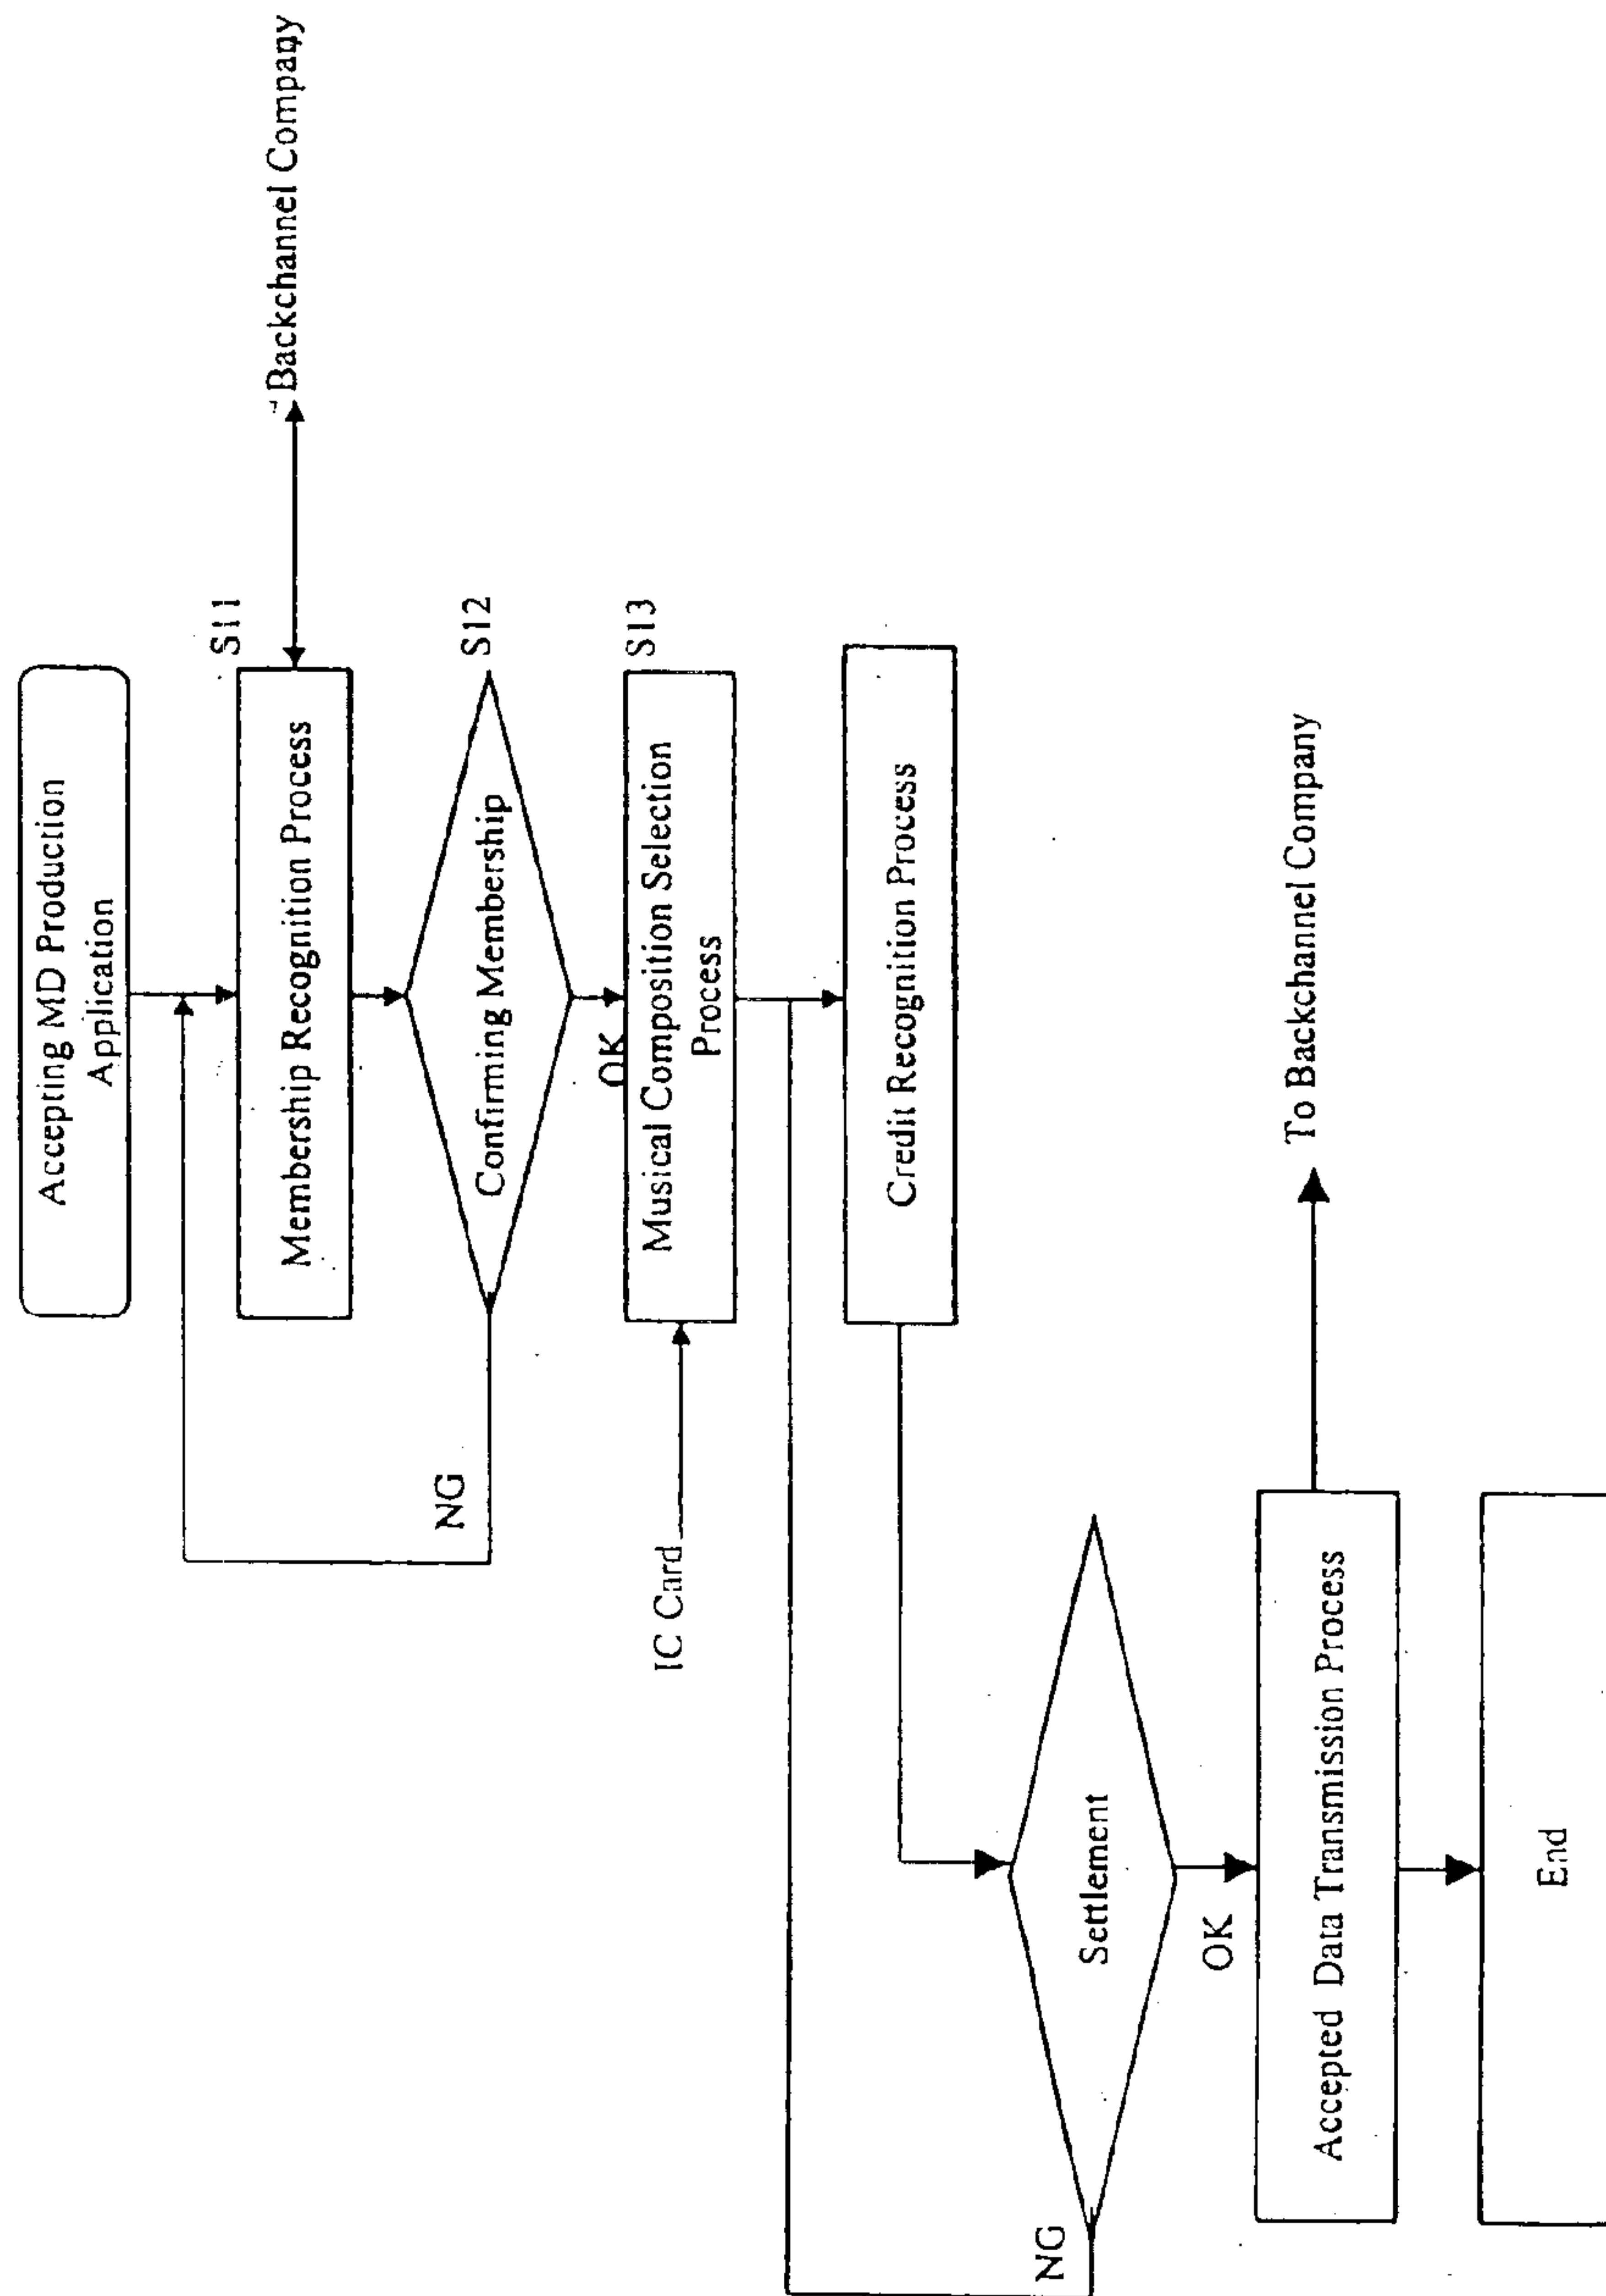 Accepting MD Production
Application
S11
Membership Recognition Process
Backchannel Company
S12
Confirming Membership
NG
OK
S13
Musical Composition Selection
Process
IC Card
Credit Recognition Process
Settlement
NG
OK
Accepted Data Transmission Process
To Backchannel Company
End